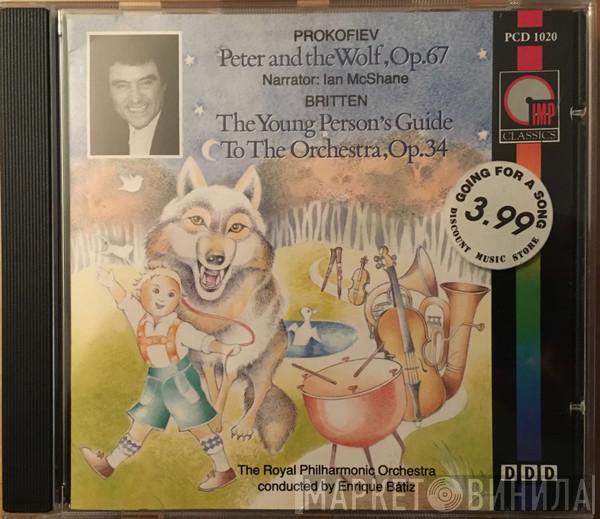 PROKOFIEV
Peter and the Wolf, Op.67
Narrator: Ian McShane
BRITTEN
The Young Person's Guide
To The Orchestra, Op.34
PCD 1020
IMP
CLASSICS
GOING FOR A SONG
3.99
DISCOUNT MUSIC STORE
The Royal Philharmonic Orchestra
conducted by Enrique Bátiz
DDD
МАРКЕТ ВИНИЛА